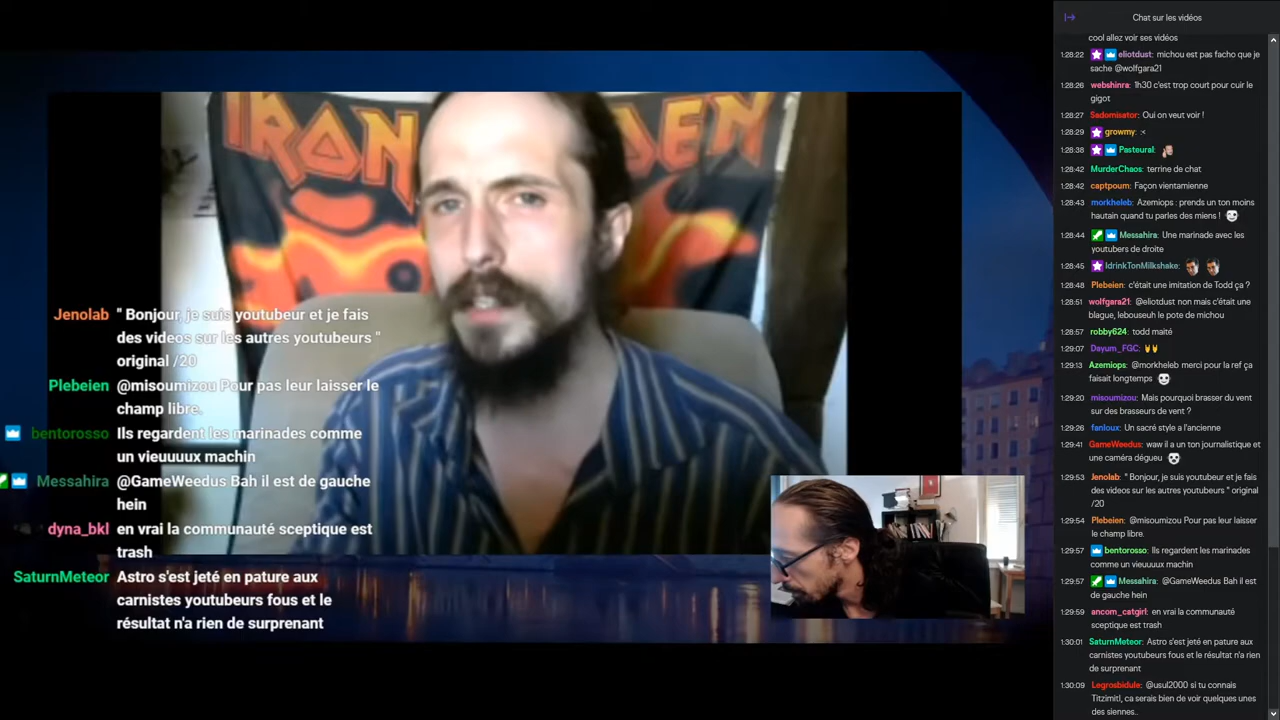 IRON MAIDEN
Jenolab " Bonjour, je suis youtubeur et je fais
des videos sur les autres youtubeurs "
original /20
Plebeien @misoumizou Pour pas leur laisser le
champ libre.
bentorosso Ils regardent les marinades comme
un vieuuuux machin
Messahira @GameWeedus Bah il est de gauche
hein
dyna_bkl en vrai la communauté sceptique est
trash
SaturnMeteor Astro s'est jeté en pature aux
carnistes youtubeurs fous et le
résultat n'a rien de surprenant
Chat sur les vidéos
cool allez voir ses vidéos
1:28:22 eliotdust: michou est pas facho que je
sache @wolfgara21
1:28:26 webshinra: 1h30 c'est trop court pour cuir le
gigot
1:28:27 Sadomisator: Oui on veut voir !
1:28:29 growmy: :<
1:28:38 Pasteural:
1:28:42 MurderChaos: terrine de chat
1:28:42 captpoum: Façon vientamienne
1:28:43 morkheleb: Azemiops : prends un ton moins
hautain quand tu parles des miens !
1:28:44 Messahira: Une marinade avec les
youtubers de droite
1:28:45 IdrinkTonMilkshake:
1:28:48 Plebeien: c'était une imitation de Todd ça ?
1:28:51 wolfgara21: @eliotdust non mais c'était une
blague, lebouseuh le pote de michou
1:28:57 robby624: todd maité
1:29:07 Dayum_FGC:
1:29:13 Azemiops: @morkheleb merci pour la ref ça
faisait longtemps
1:29:20 misoumizou: Mais pourquoi brasser du vent
sur des brasseurs de vent ?
1:29:26 fanloux: Un sacré style a l'ancienne
1:29:41 GameWeedus: waw il a un ton journalistique et
une caméra dégueu
1:29:53 Jenolab: " Bonjour, je suis youtubeur et je fais
des videos sur les autres youtubeurs " original
/20
1:29:54 Plebeien: @misoumizou Pour pas leur laisser
le champ libre.
1:29:57 bentorosso: Ils regardent les marinades
comme un vieuuuux machin
1:29:57 Messahira: @GameWeedus Bah il est
de gauche hein
1:29:59 ancom_catgirl: en vrai la communauté
sceptique est trash
1:30:01 SaturnMeteor: Astro s'est jeté en pature aux
carnistes youtubeurs fous et le résultat n'a rien
de surprenant
1:30:09 Legrosbidule: @usul2000 si tu connais
Titzimitl, ca serais bien de voir quelques unes
des siennes..